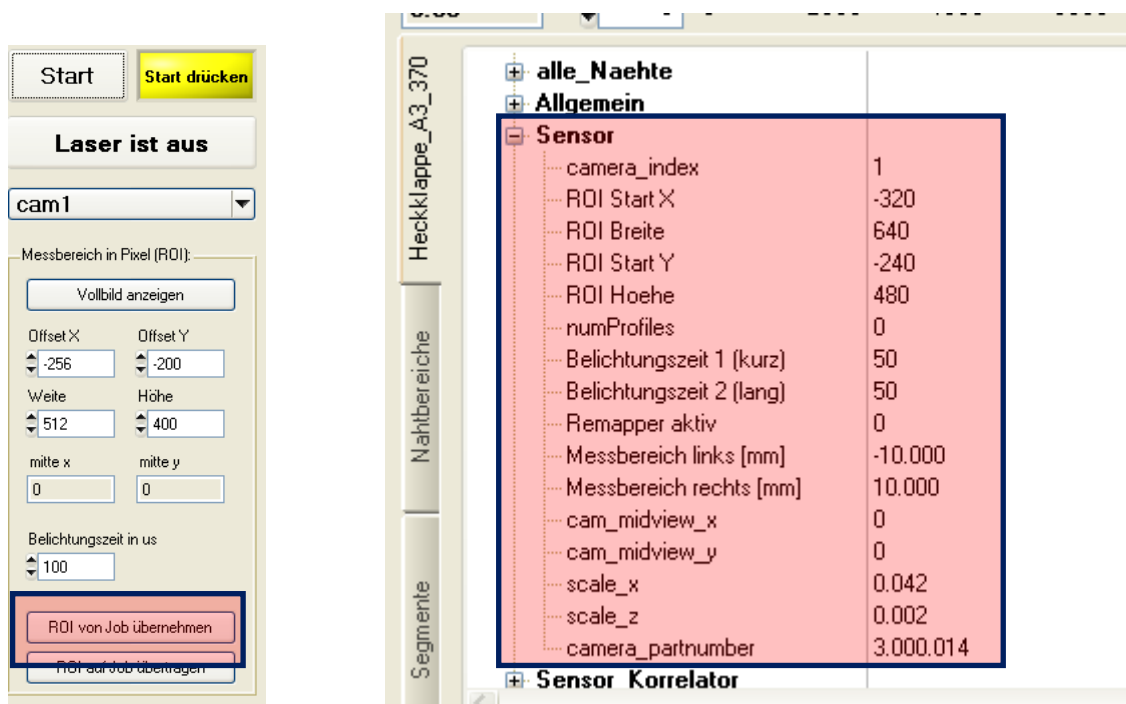 Start
Start drücken
Laser ist aus
cam1
Messbereich in Pixel (ROI):
Vollbild anzeigen
Offset X Offset Y
-256 -200
Weite Höhe
512 400
mitte x mitte y
0 0
Belichtungszeit in us
100
ROI von Job übernehmen
ROI auf Job übertragen
Heckklappe_A3_370
Nahtbereiche
Segmente
alle_Naehte
Allgemein
Sensor
camera_index 1
ROI Start X -320
ROI Breite 640
ROI Start Y -240
ROI Hoehe 480
numProfiles 0
Belichtungszeit 1 (kurz) 50
Belichtungszeit 2 (lang) 50
Remapper aktiv 0
Messbereich links [mm] -10.000
Messbereich rechts [mm] 10.000
cam_midview_x 0
cam_midview_y 0
scale_x 0.042
scale_z 0.002
camera_partnumber 3.000.014
Sensor_Korrelator